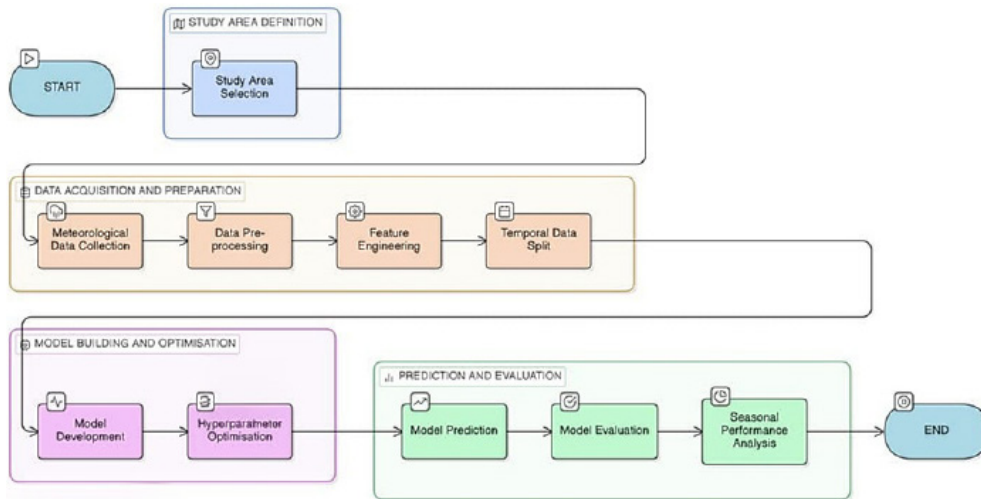 STUDY AREA DEFINITION
START
Study Area
Selection
DATA ACQUISITION AND PREPARATION
Meteorological
Data Collection
Data Pre-
processing
Feature
Engineering
Temporal Data
Split
MODEL BUILDING AND OPTIMISATION
PREDICTION AND EVALUATION
Model
Development
Hyperparameter
Optimisation
Model Prediction
Model Evaluation
Seasonal
Performance
Analysis
END